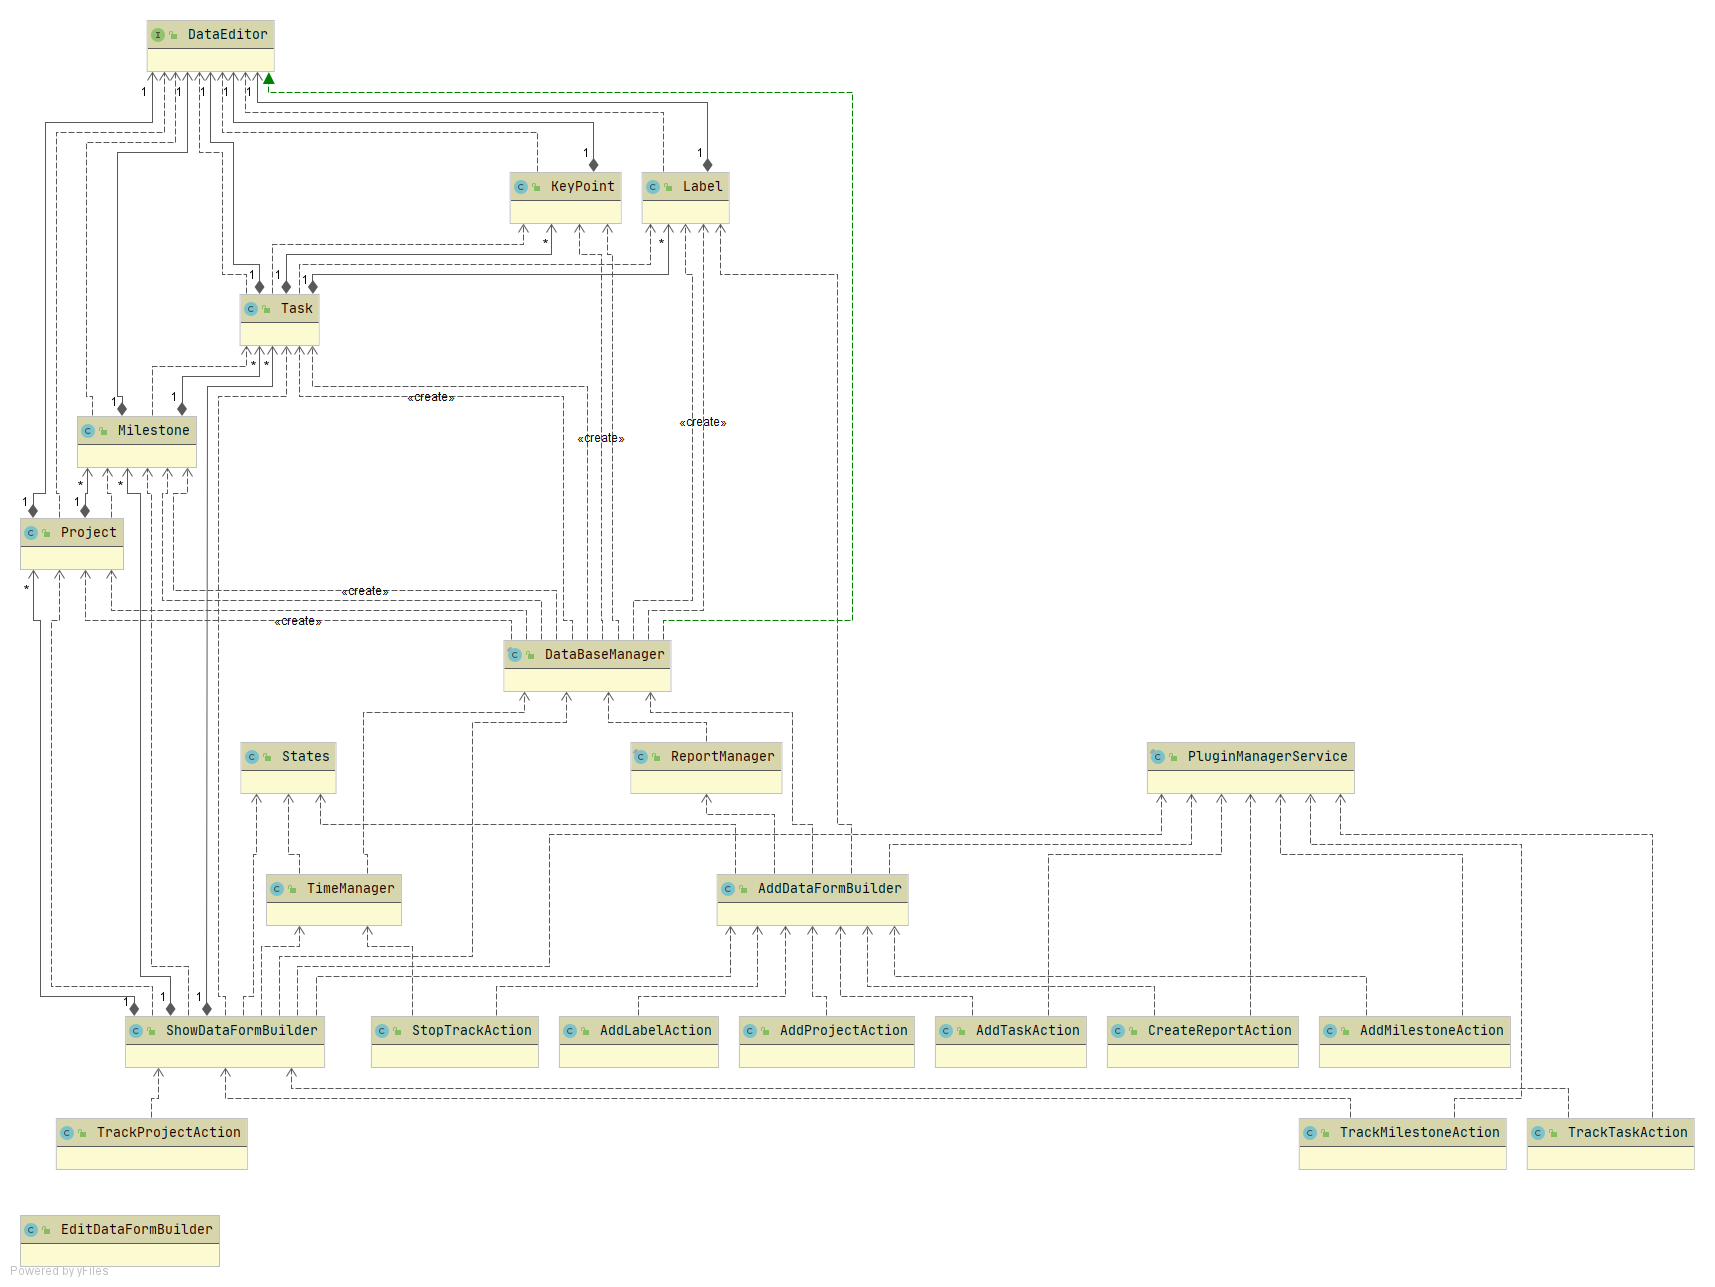 DataEditor
1 1 1 1 1
1 1
KeyPoint
Label
* *
1 1 1
Task
* *
«create»
1 1
«create»
«create»
Milestone
* *
1 1
Project
*
«create»
«create»
DataBaseManager
States
ReportManager
PluginManagerService
TimeManager
AddDataFormBuilder
1 1 1
ShowDataFormBuilder
StopTrackAction
AddLabelAction
AddProjectAction
AddTaskAction
CreateReportAction
AddMilestoneAction
TrackProjectAction
TrackMilestoneAction
TrackTaskAction
EditDataFormBuilder
Powered by yFiles